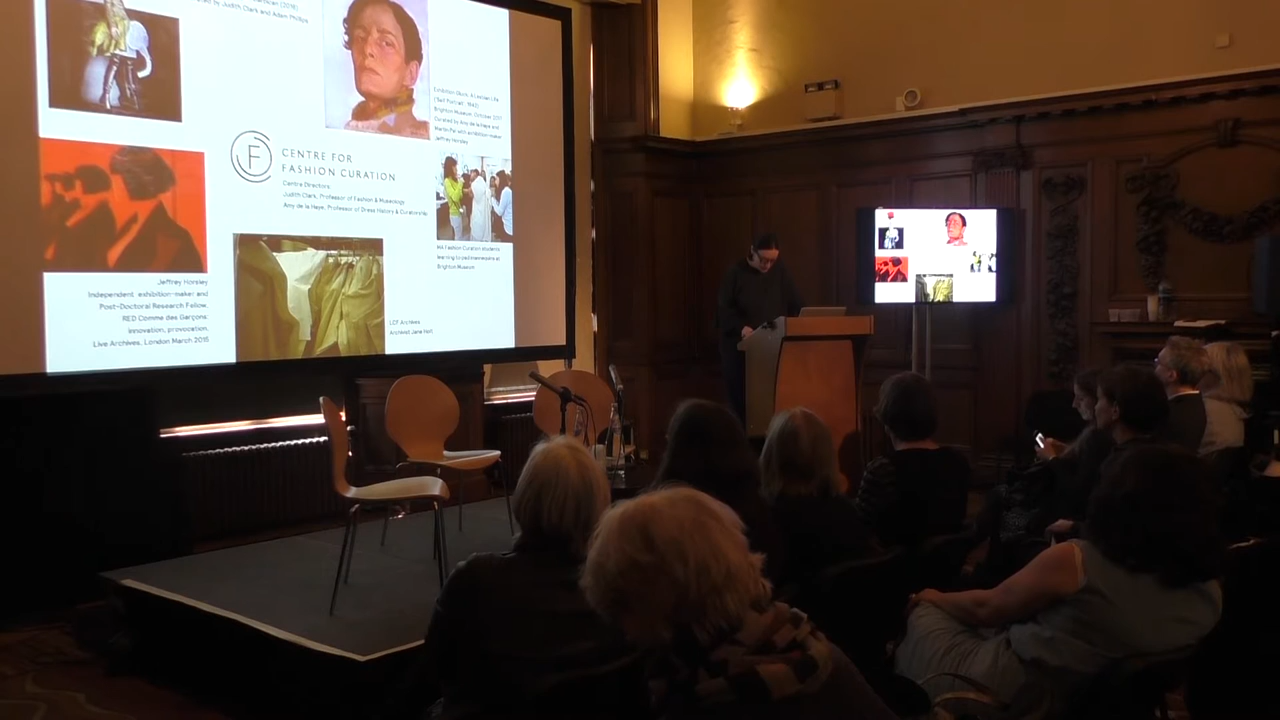 by Judith Clark and Adam Phillips
Exhibition Gluck: A Lesbian Life
(Self Portrait, 1942)
Brighton Museum, October 2017
Curated by Amy de la Haye and
Martin Pel with exhibition-maker
Jeffrey Horsley
CENTRE FOR
FASHION CURATION
Centre Directors:
Judith Clark, Professor of Fashion & Museology
Amy de la Haye, Professor of Dress History & Curatorship
MA Fashion Curation students
learning to pad mannequins at
Brighton Museum
Jeffrey Horsley
Independent exhibition-maker and
Post-Doctoral Research Fellow,
RED Comme des Garçons:
innovation, provocation.
Live Archives, London March 2015
LCF Archives
Archivist Jane Holt